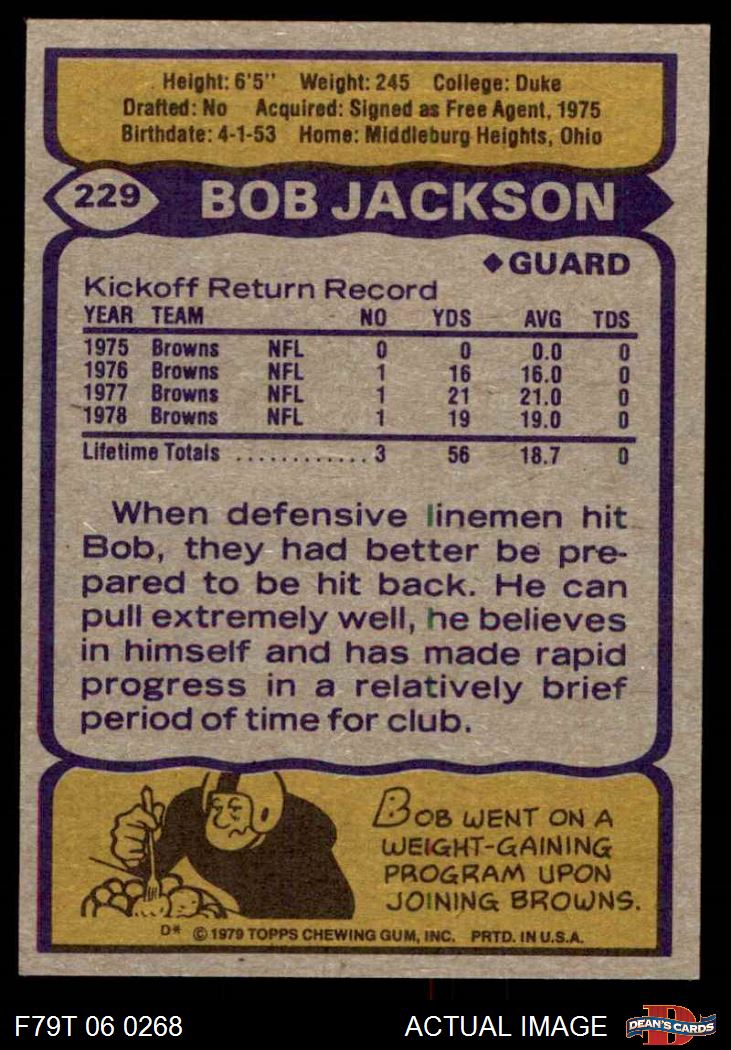 Height: 6'5" Weight: 245 College: Duke
Drafted: No Acquired: Signed as Free Agent, 1975
Birthdate: 4-1-53 Home: Middleburg Heights, Ohio
229 BOB JACKSON
◆GUARD
Kickoff Return Record
YEAR TEAM NO YDS AVG TDS
1975 Browns NFL 0 0 0.0 0
1976 Browns NFL 1 16 16.0 0
1977 Browns NFL 1 21 21.0 0
1978 Browns NFL 1 19 19.0 0
Lifetime Totals ............ 3 56 18.7 0
When defensive linemen hit
Bob, they had better be pre-
pared to be hit back. He can
pull extremely well, he believes
in himself and has made rapid
progress in a relatively brief
period of time for club.
BOB WENT ON A
WEIGHT-GAINING
PROGRAM UPON
JOINING BROWNS.
D* © 1979 TOPPS CHEWING GUM, INC. PRTD. IN U.S.A.
F79T 06 0268 ACTUAL IMAGE D DEAN'S CARDS